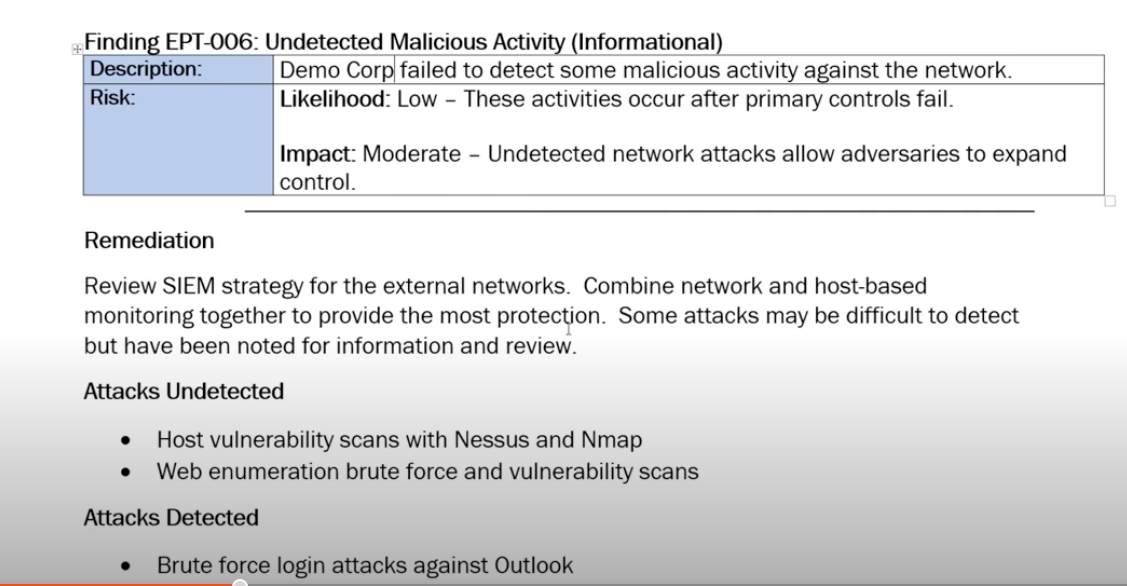 Finding EPT-006: Undetected Malicious Activity (Informational)
Description: Demo Corp failed to detect some malicious activity against the network.
Risk: Likelihood: Low – These activities occur after primary controls fail.
Impact: Moderate – Undetected network attacks allow adversaries to expand
control.
Remediation
Review SIEM strategy for the external networks.  Combine network and host-based
monitoring together to provide the most protection.  Some attacks may be difficult to detect
but have been noted for information and review.
Attacks Undetected
• Host vulnerability scans with Nessus and Nmap
• Web enumeration brute force and vulnerability scans
Attacks Detected
• Brute force login attacks against Outlook